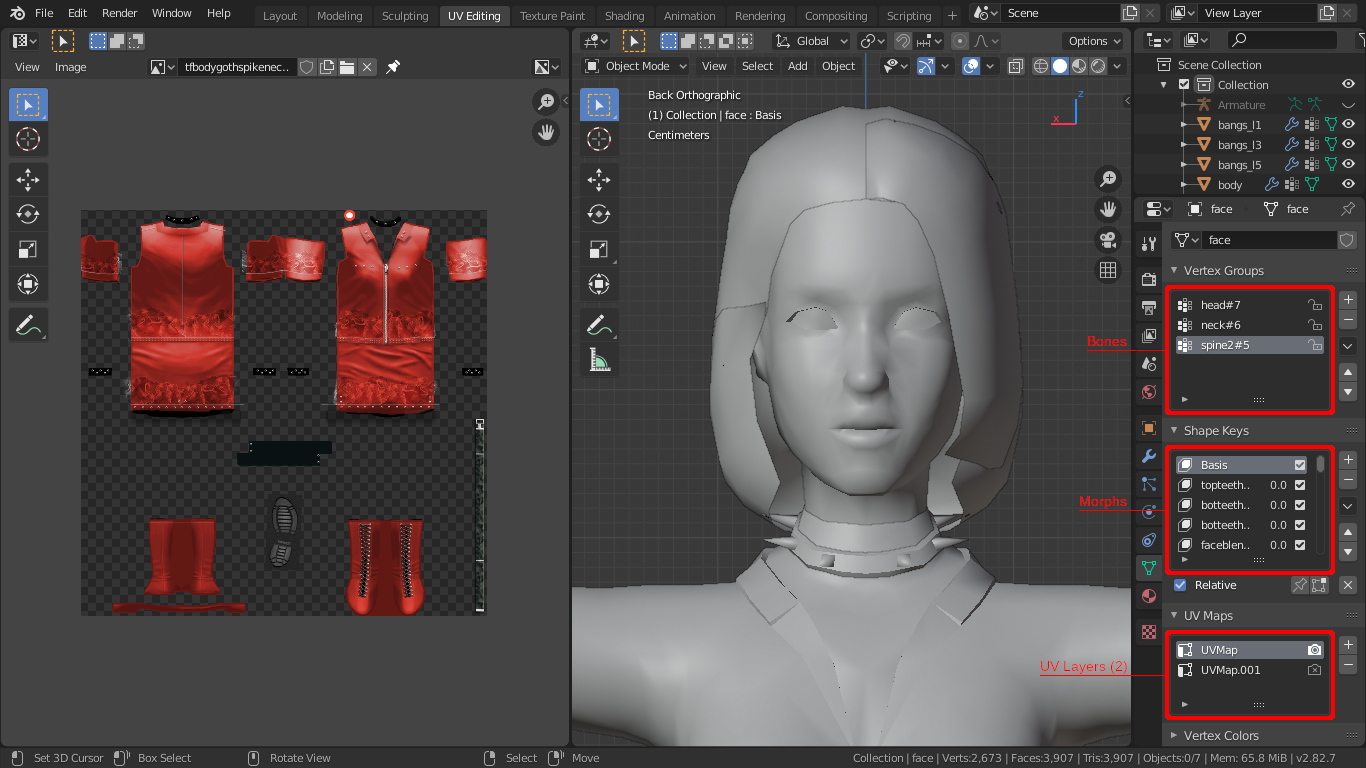 File Edit Render Window Help Layout Modeling Sculpting UV Editing Texture Paint Shading Animation Rendering Compositing Scripting + Scene View Layer
Global Options
View Image tfbodygothspikenec.. Object Mode View Select Add Object
Scene Collection
Collection
Armature
bangs_l1
bangs_l3
bangs_l5
body
Back Orthographic
(1) Collection | face : Basis
Centimeters
z
x
face face
face
Vertex Groups
head#7
neck#6
spine2#5
Bones
Shape Keys
Basis
topteeth.. 0.0
botteeth.. 0.0
botteeth.. 0.0
faceblen.. 0.0
Morphs
Relative
UV Maps
UVMap
UVMap.001
UV Layers (2)
Vertex Colors
Set 3D Cursor Box Select Rotate View Select Move Collection | face | Verts:2,673 | Faces:3,907 | Tris:3,907 | Objects:0/7 | Mem: 65.8 MiB | v2.82.7